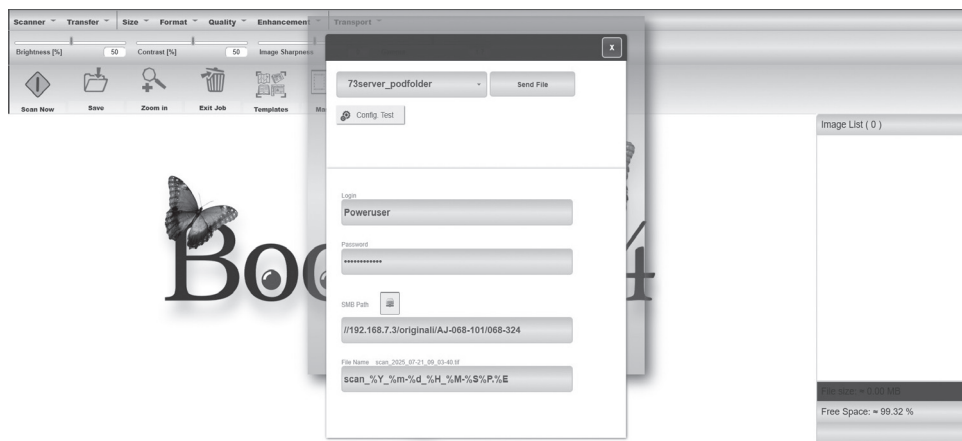 Scanner Transfer Size Format Quality Enhancement Transport
Brightness [%] 50 Contrast [%] 50 Image Sharpness
Scan Now Save Zoom in Exit Job Templates Ma
X
73server_podfolder Send File
Config. Test
Login
Poweruser
Password
••••••••••••
SMB Path
//192.168.7.3/originali/AJ-068-101/068-324
File Name scan_2025_07-21_09_03-48.tif
scan_%Y_%m-%d_%H_%M-%S%P.%E
Boo
4
Image List ( 0 )
File size: ≈ 0.00 MB
Free Space: ≈ 99.32 %